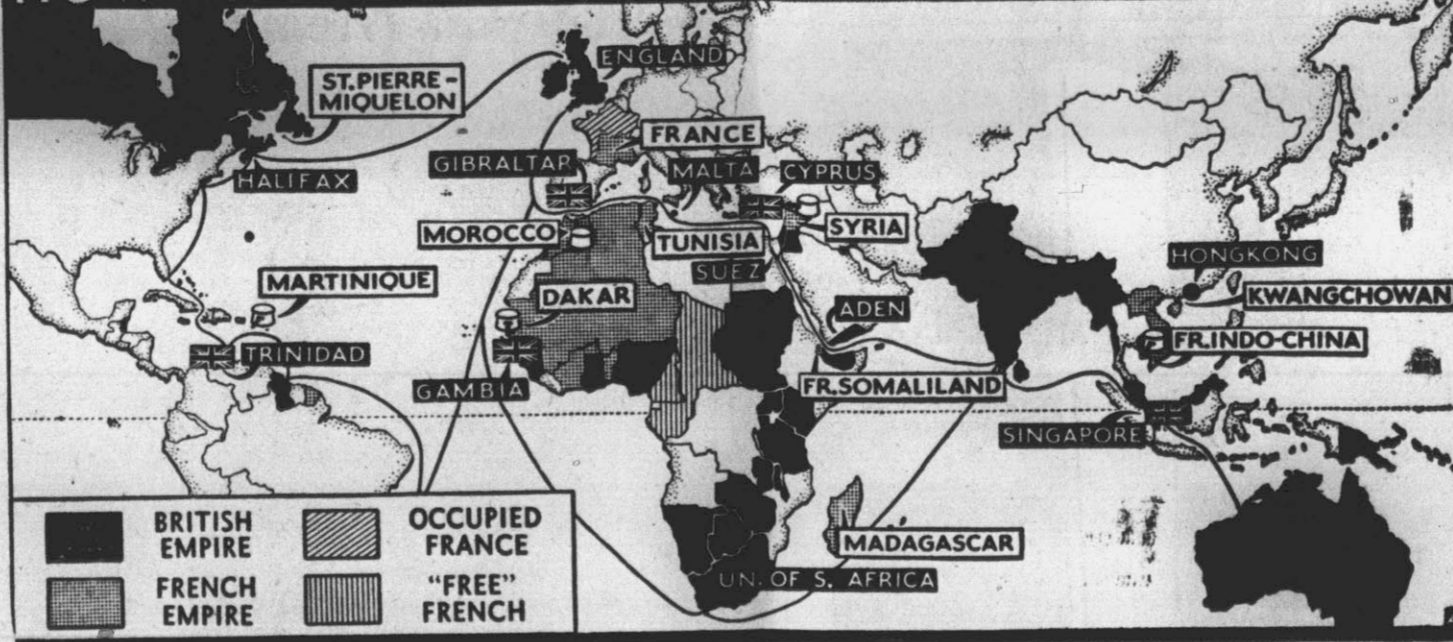 ENGLAND
ST. PIERRE -
MIQUELON
FRANCE
GIBRALTAR
MALTA
CYPRUS
HALIFAX
MOROCCO
TUNISIA
SYRIA
SUEZ
HONGKONG
MARTINIQUE
DAKAR
ADEN
KWANGCHOWAN
TRINIDAD
FR. INDO-CHINA
GAMBIA
FR. SOMALILAND
SINGAPORE
MADAGASCAR
UN. OF S. AFRICA
BRITISH
EMPIRE
OCCUPIED
FRANCE
FRENCH
EMPIRE
"FREE"
FRENCH